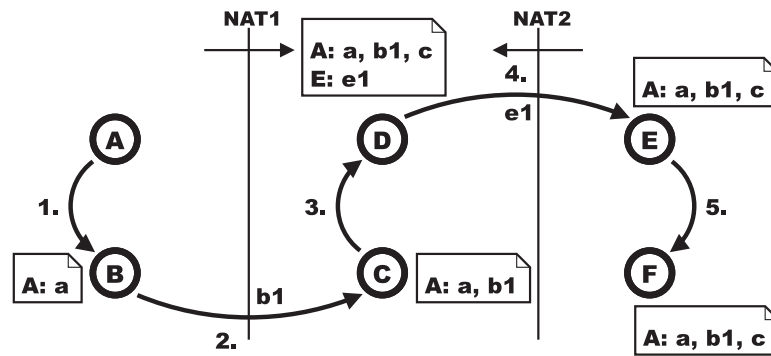 NAT1
NAT2
A: a, b1, c
E: e1
4.
A: a, b1, c
e1
A
D
E
1.
3.
5.
A: a
B
b1
C
A: a, b1
F
2.
A: a, b1, c